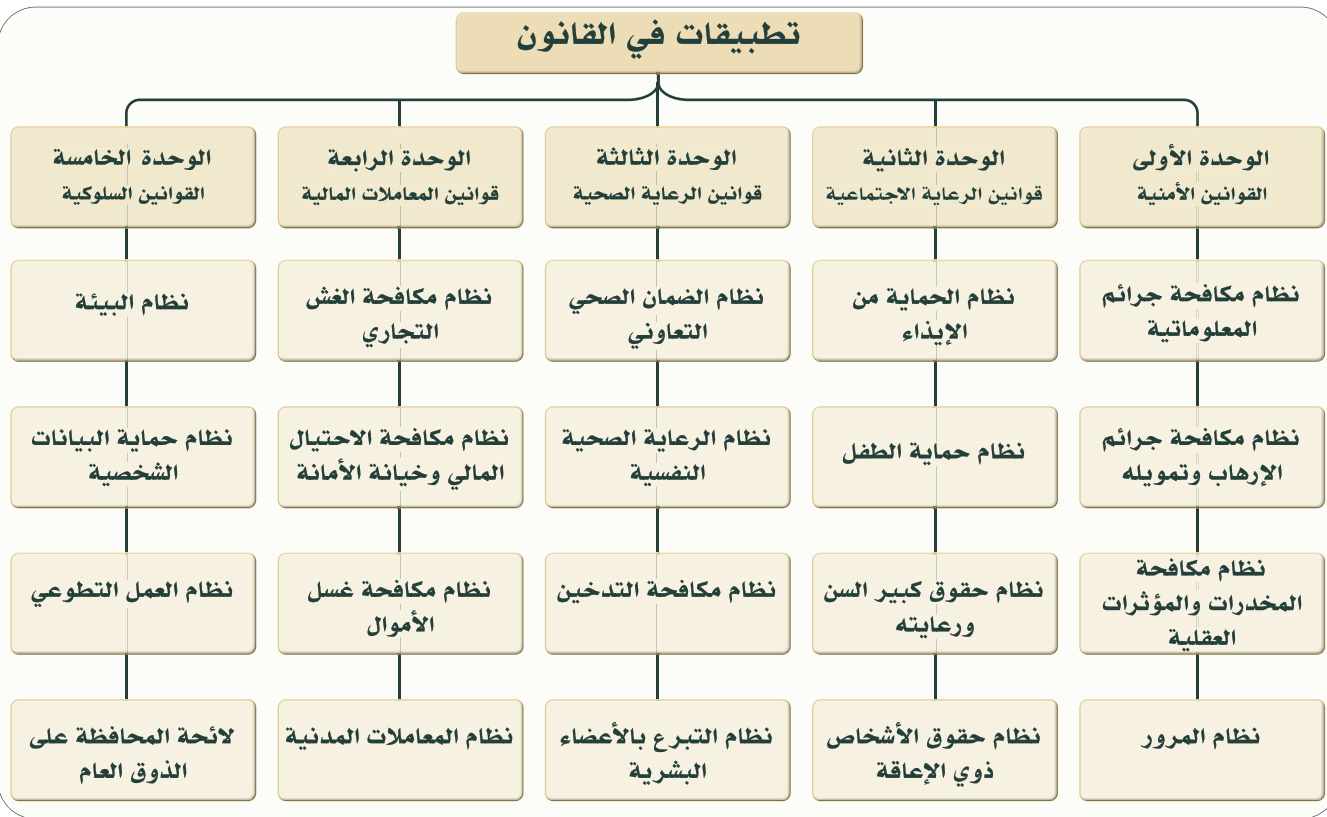 تطبيقات في القانون
الوحدة الأولى
القوانين الأمنية
نظام مكافحة جرائم
المعلوماتية
نظام مكافحة جرائم
الإرهاب وتمويله
نظام مكافحة
المخدرات والمؤثرات
العقلية
نظام المرور
الوحدة الثانية
قوانين الرعاية الاجتماعية
نظام الحماية من
الإيذاء
نظام حماية الطفل
نظام حقوق كبير السن
ورعايته
نظام حقوق الأشخاص
ذوي الإعاقة
الوحدة الثالثة
قوانين الرعاية الصحية
نظام الضمان الصحي
التعاوني
نظام الرعاية الصحية
النفسية
نظام مكافحة التدخين
نظام التبرع بالأعضاء
البشرية
الوحدة الرابعة
قوانين المعاملات المالية
نظام مكافحة الغش
التجاري
نظام مكافحة الاحتيال
المالي وخيانة الأمانة
نظام مكافحة غسل
الأموال
نظام المعاملات المدنية
الوحدة الخامسة
القوانين السلوكية
نظام البيئة
نظام حماية البيانات
الشخصية
نظام العمل التطوعي
لائحة المحافظة على
الذوق العام